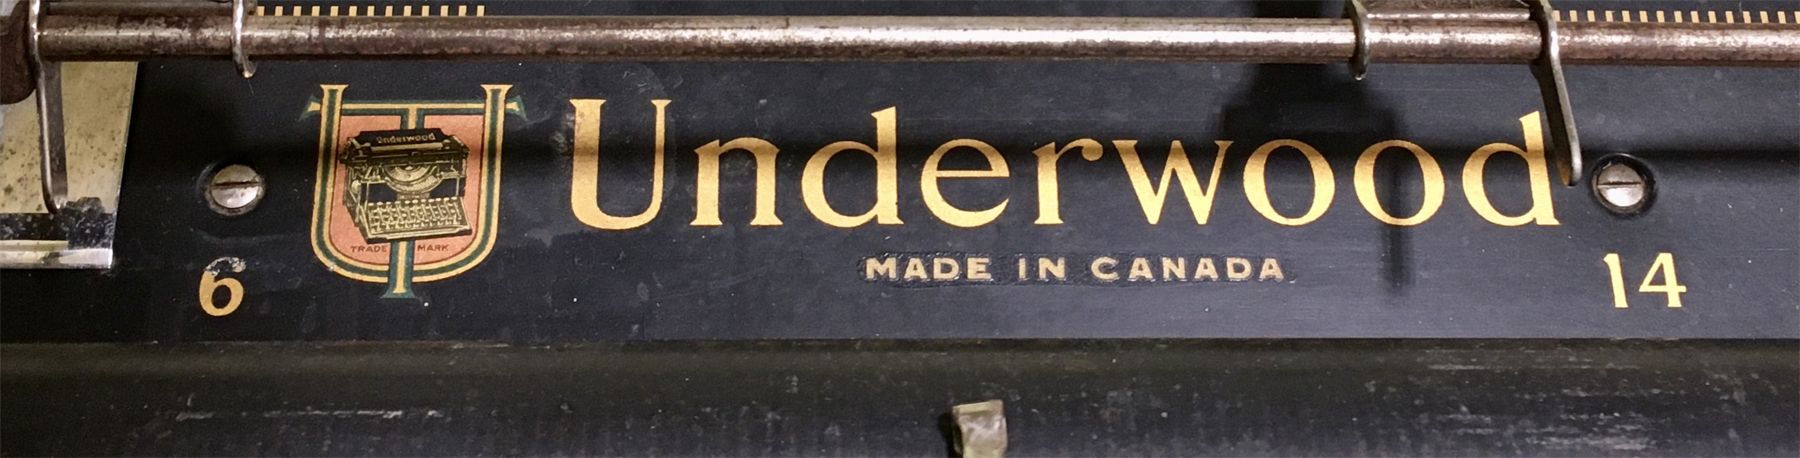 Underwood
Underwood
TRADE MARK
MADE IN CANADA
6
14